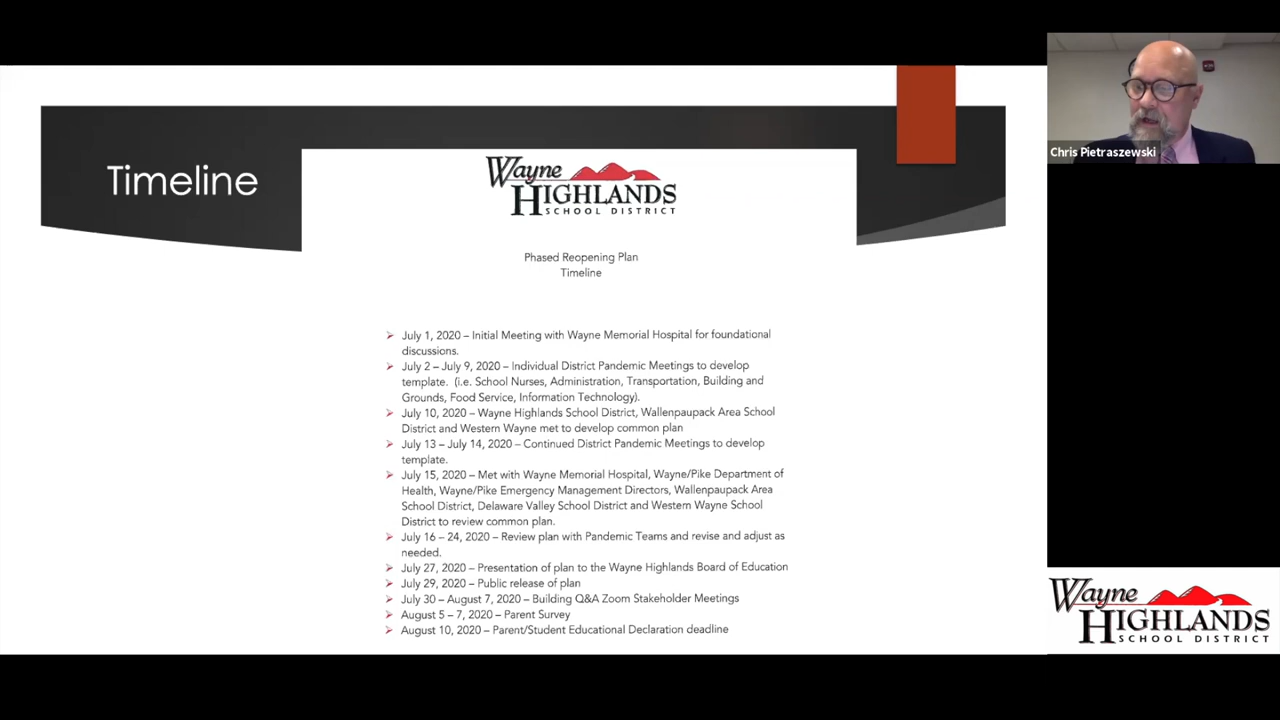 Timeline
Wayne
HIGHLANDS
SCHOOL DISTRICT
Phased Reopening Plan
Timeline
July 1, 2020 – Initial Meeting with Wayne Memorial Hospital for foundational
discussions.
July 2 – July 9, 2020 – Individual District Pandemic Meetings to develop
template. (i.e. School Nurses, Administration, Transportation, Building and
Grounds, Food Service, Information Technology).
July 10, 2020 – Wayne Highlands School District, Wallenpaupack Area School
District and Western Wayne met to develop common plan
July 13 – July 14, 2020 – Continued District Pandemic Meetings to develop
template.
July 15, 2020 – Met with Wayne Memorial Hospital, Wayne/Pike Department of
Health, Wayne/Pike Emergency Management Directors, Wallenpaupack Area
School District, Delaware Valley School District and Western Wayne School
District to review common plan.
July 16 – 24, 2020 – Review plan with Pandemic Teams and revise and adjust as
needed.
July 27, 2020 – Presentation of plan to the Wayne Highlands Board of Education
July 29, 2020 – Public release of plan
July 30 – August 7, 2020 – Building Q&A Zoom Stakeholder Meetings
August 5 – 7, 2020 – Parent Survey
August 10, 2020 – Parent/Student Educational Declaration deadline
Chris Pietraszewski
Wayne
HIGHLANDS
SCHOOL DISTRICT